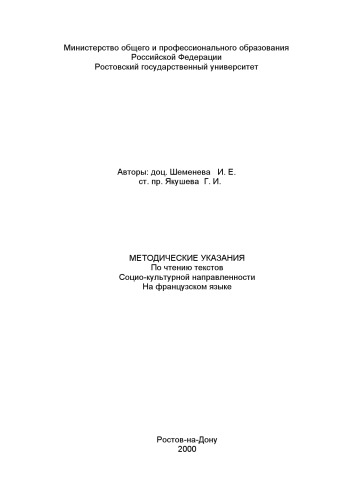 Министерство общего и профессионального образования
Российской Федерации
Ростовский государственный университет
Авторы: доц. Шеменева И. Е.
ст. пр. Якушева Г. И.
МЕТОДИЧЕСКИЕ УКАЗАНИЯ
По чтению текстов
Социо-культурной направленности
На французском языке
Ростов-на-Дону
2000